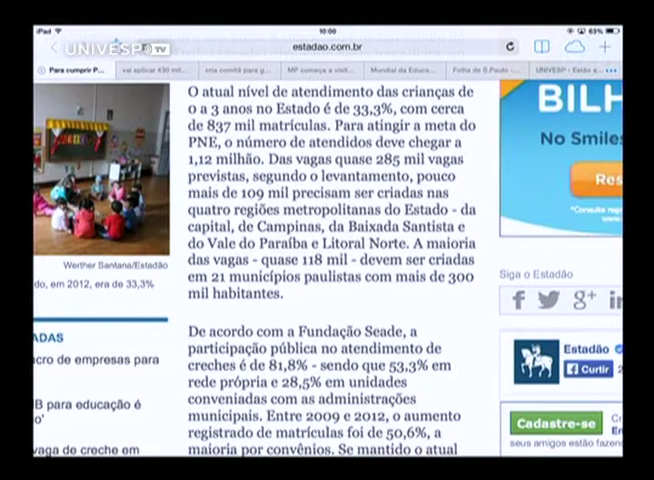 iPad
10:00
63%
UNIVESP TV
estadao.com.br
Para cumprir P...
vai aplicar 430 mil...
cria comitê para g...
MP começa a visit...
Mundial da Educa...
Folha de S.Paulo -...
UNIVESP : Estão a...
O atual nível de atendimento das crianças de
0 a 3 anos no Estado é de 33,3%, com cerca
de 837 mil matrículas. Para atingir a meta do
PNE, o número de atendidos deve chegar a
1,12 milhão. Das vagas quase 285 mil vagas
previstas, segundo o levantamento, pouco
mais de 109 mil precisam ser criadas nas
quatro regiões metropolitanas do Estado - da
capital, de Campinas, da Baixada Santista e
do Vale do Paraíba e Litoral Norte. A maioria
das vagas - quase 118 mil - devem ser criadas
em 21 municípios paulistas com mais de 300
mil habitantes.
De acordo com a Fundação Seade, a
participação pública no atendimento de
creches é de 81,8% - sendo que 53,3% em
rede própria e 28,5% em unidades
conveniadas com as administrações
municipais. Entre 2009 e 2012, o aumento
registrado de matrículas foi de 50,6%, a
maioria por convênios. Se mantido o atual
Werther Santana/Estadão
do, em 2012, era de 33,3%
ADAS
cro de empresas para
B para educação é
o'
vaga de creche em
BILH
No Smiles
Res
*Consulte
Siga o Estadão
f
g+
in
Estadão
Curtir
Cadastre-se
seus amigos estão fazen